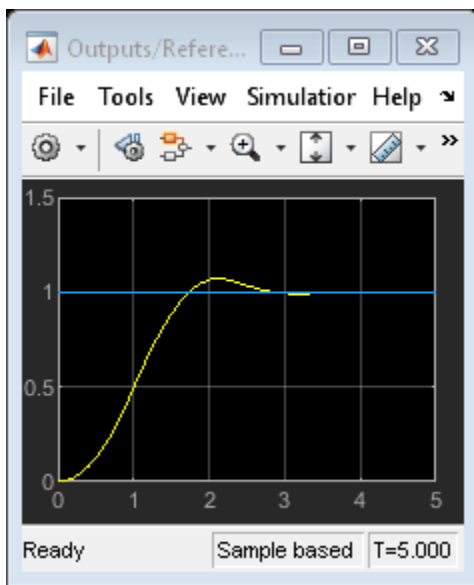 Outputs/Refere...
File Tools View Simulation Help
1.5
1
0.5
0
0 1 2 3 4 5
Ready Sample based T=5.000